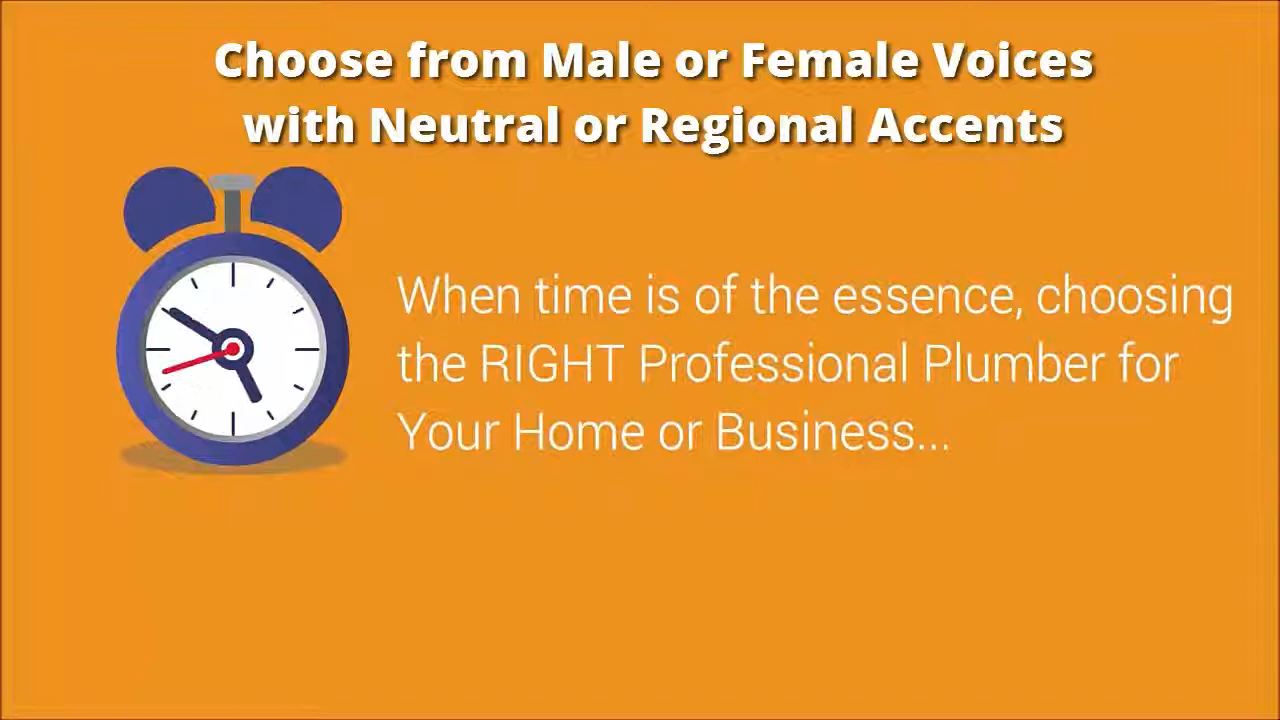 Choose from Male or Female Voices
with Neutral or Regional Accents
When time is of the essence, choosing
the RIGHT Professional Plumber for
Your Home or Business...